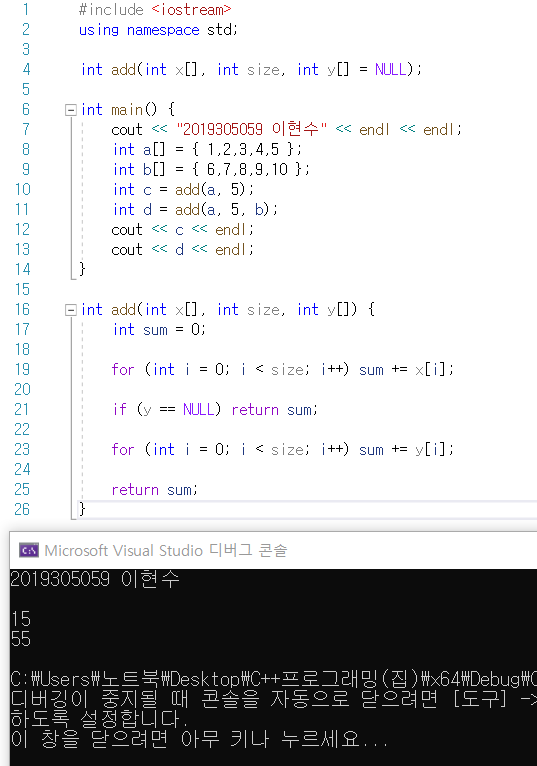 1 #include <iostream>
2 using namespace std;
3
4 int add(int x[], int size, int y[] = NULL);
5
6 int main() {
7 cout << "2019305059 이현수" << endl << endl;
8 int a[] = { 1,2,3,4,5 };
9 int b[] = { 6,7,8,9,10 };
10 int c = add(a, 5);
11 int d = add(a, 5, b);
12 cout << c << endl;
13 cout << d << endl;
14 }
15
16 int add(int x[], int size, int y[]) {
17 int sum = 0;
18
19 for (int i = 0; i < size; i++) sum += x[i];
20
21 if (y == NULL) return sum;
22
23 for (int i = 0; i < size; i++) sum += y[i];
24
25 return sum;
26 }
Microsoft Visual Studio 디버그 콘솔
2019305059 이현수
15
55
C:₩Users₩노트북₩Desktop₩C++프로그래밍(집)₩x64₩Debug₩
디버깅이 중지될 때 콘솔을 자동으로 닫으려면 [도구] ->
하도록 설정합니다.
이 창을 닫으려면 아무 키나 누르세요...